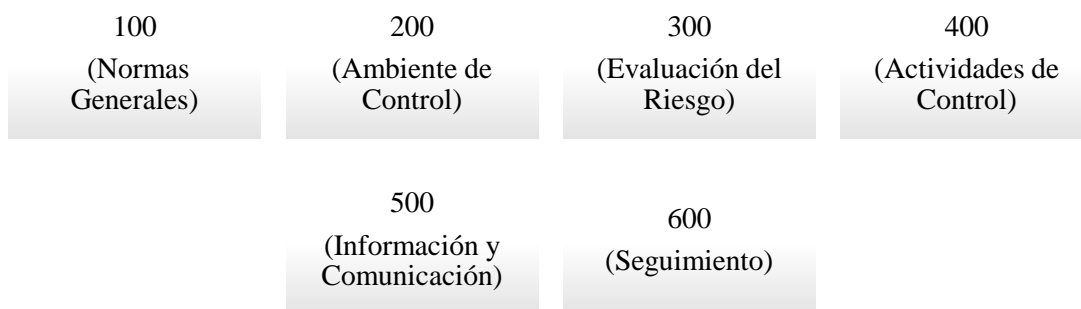 100
(Normas
Generales)
200
(Ambiente de
Control)
300
(Evaluación del
Riesgo)
400
(Actividades de
Control)
500
(Información y
Comunicación)
600
(Seguimiento)